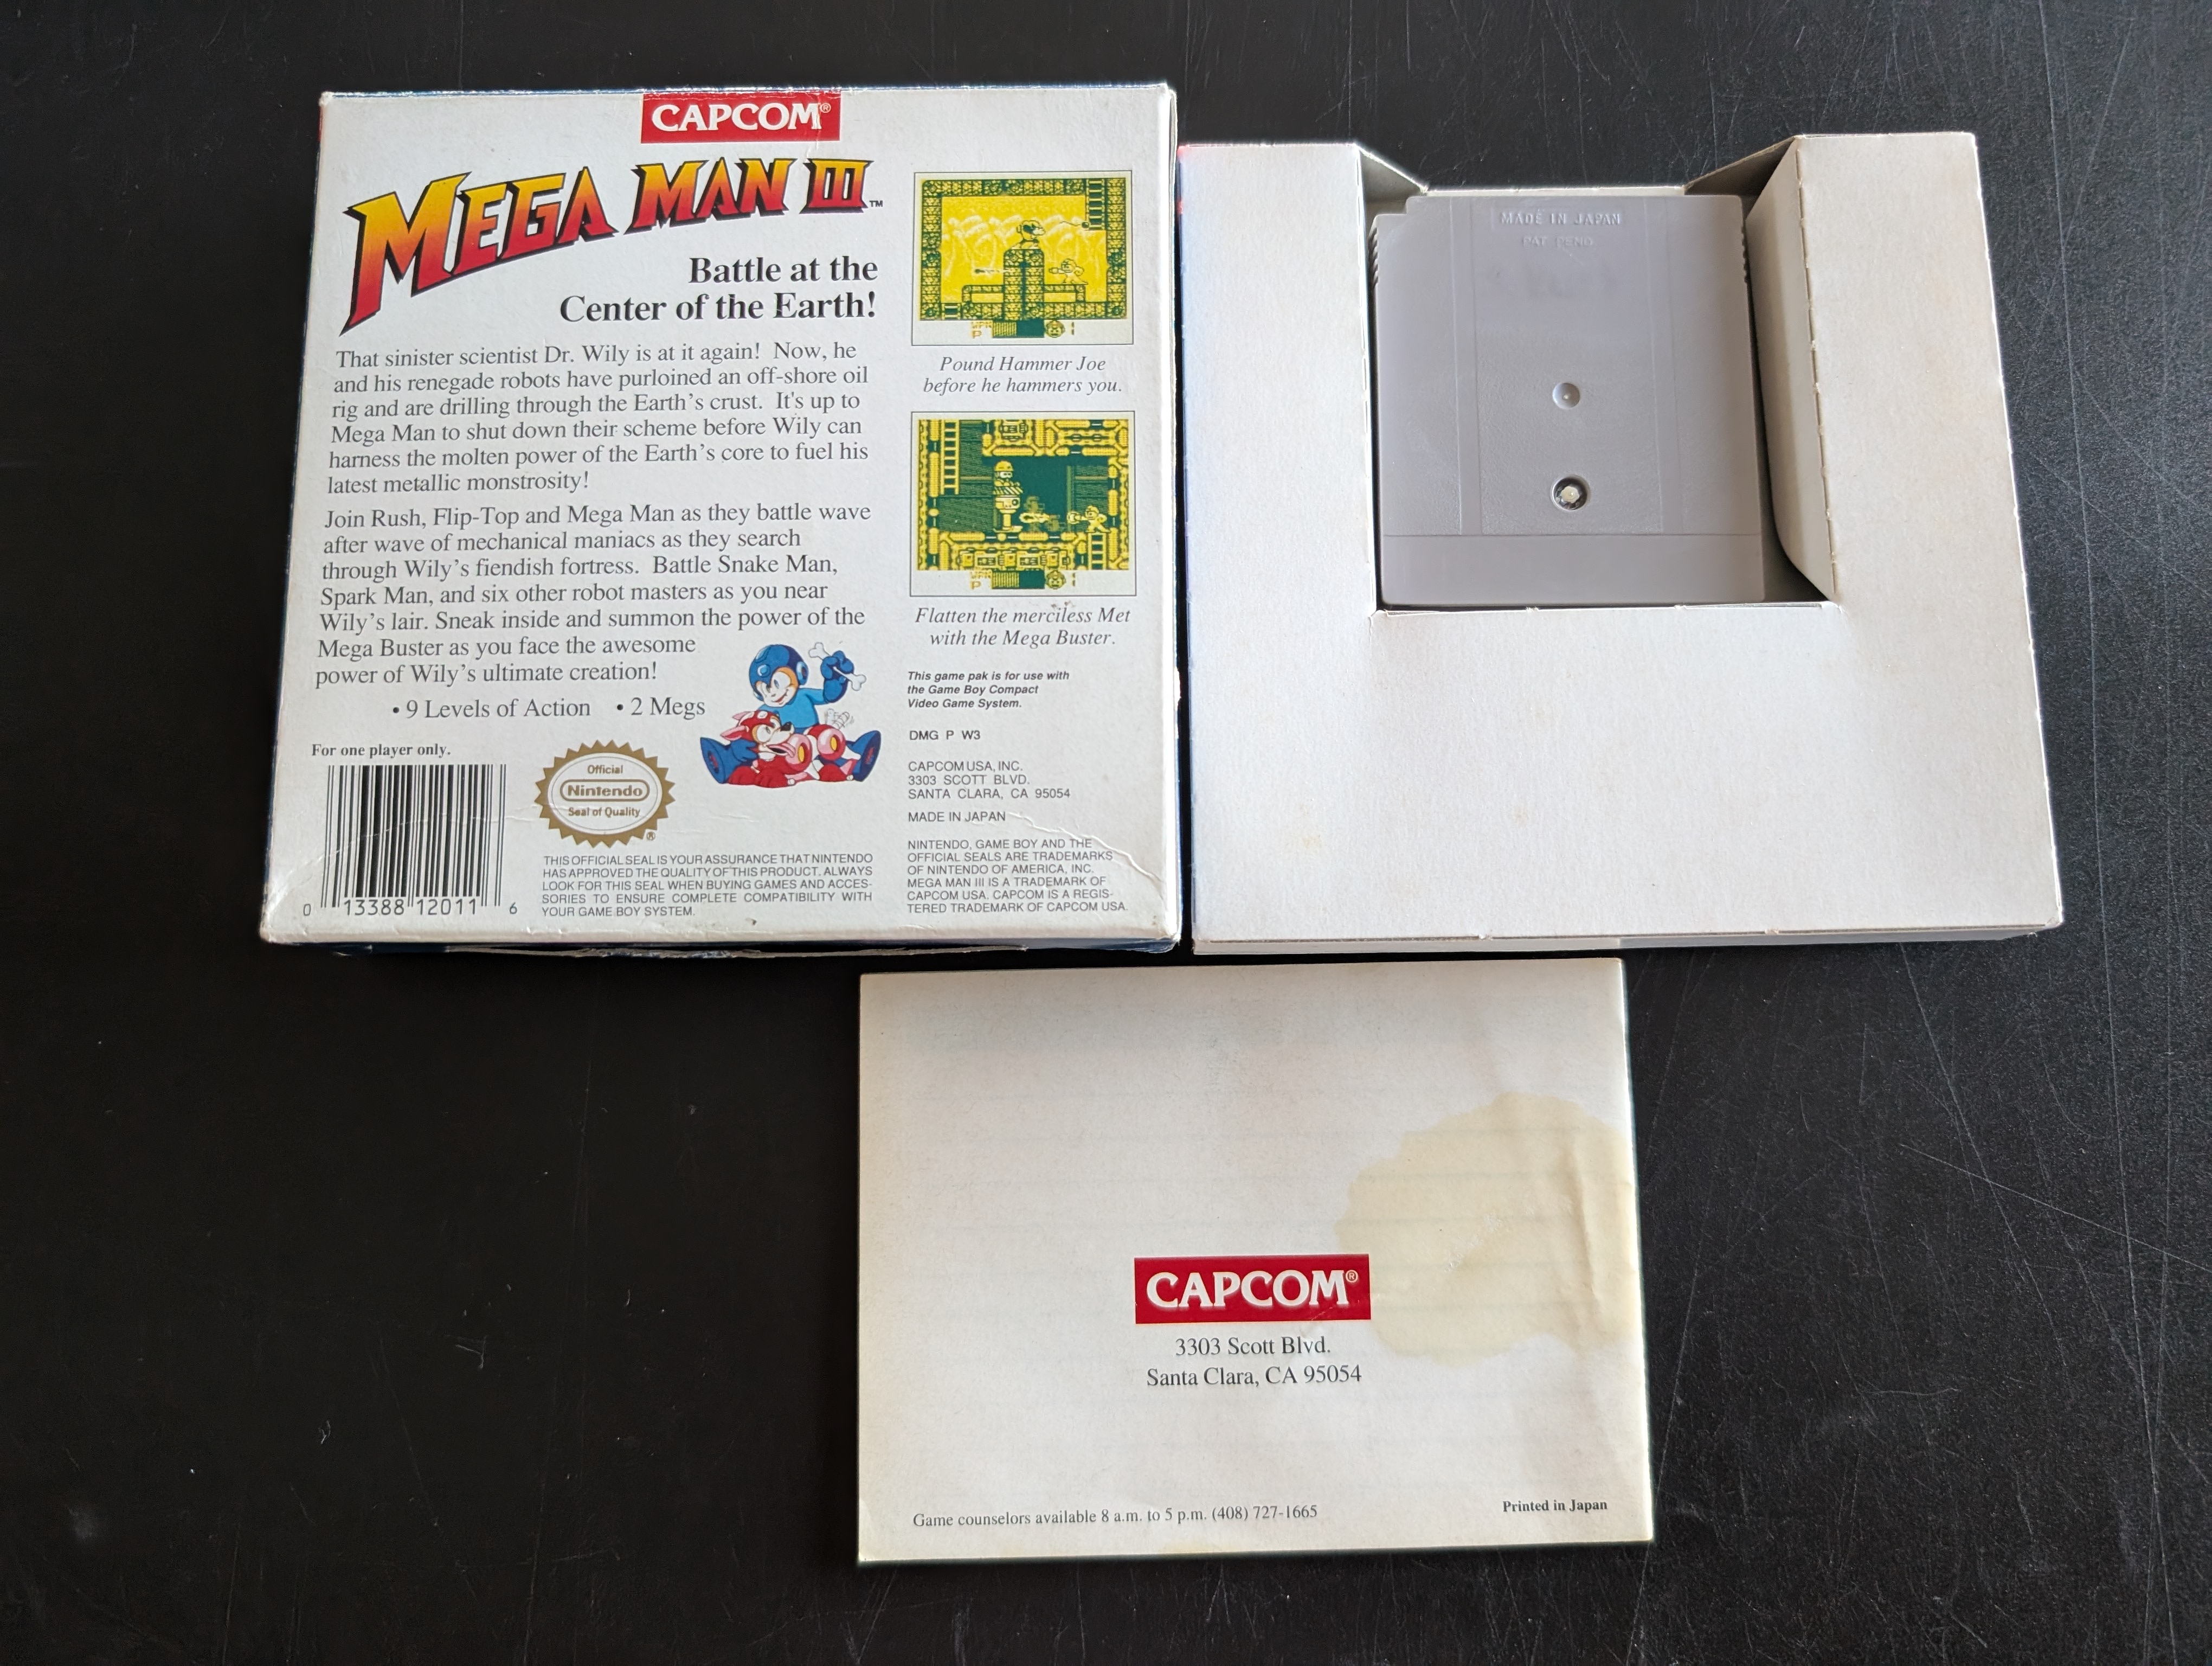 CAPCOM®
MEGA MAN III™
Battle at the
Center of the Earth!
That sinister scientist Dr. Wily is at it again! Now, he
and his renegade robots have purloined an off-shore oil
rig and are drilling through the Earth's crust. It's up to
Mega Man to shut down their scheme before Wily can
harness the molten power of the Earth's core to fuel his
latest metallic monstrosity!
Join Rush, Flip-Top and Mega Man as they battle wave
after wave of mechanical maniacs as they search
through Wily's fiendish fortress. Battle Snake Man,
Spark Man, and six other robot masters as you near
Wily's lair. Sneak inside and summon the power of the
Mega Buster as you face the awesome
power of Wily's ultimate creation!
• 9 Levels of Action • 2 Megs
For one player only.
0 13388 12011 6
Official
Nintendo
Seal of Quality
®
THIS OFFICIAL SEAL IS YOUR ASSURANCE THAT NINTENDO
HAS APPROVED THE QUALITY OF THIS PRODUCT. ALWAYS
LOOK FOR THIS SEAL WHEN BUYING GAMES AND ACCES-
SORIES TO ENSURE COMPLETE COMPATIBILITY WITH
YOUR GAME BOY SYSTEM.
P
1
Pound Hammer Joe
before he hammers you.
P
1
Flatten the merciless Met
with the Mega Buster.
This game pak is for use with
the Game Boy Compact
Video Game System.
DMG P W3
CAPCOM USA, INC.
3303 SCOTT BLVD.
SANTA CLARA, CA 95054
MADE IN JAPAN
NINTENDO, GAME BOY AND THE
OFFICIAL SEALS ARE TRADEMARKS
OF NINTENDO OF AMERICA, INC.
MEGA MAN III IS A TRADEMARK OF
CAPCOM USA. CAPCOM IS A REGIS-
TERED TRADEMARK OF CAPCOM USA.
MADE IN JAPAN
PAT PEND
CAPCOM®
3303 Scott Blvd.
Santa Clara, CA 95054
Game counselors available 8 a.m. to 5 p.m. (408) 727-1665
Printed in Japan